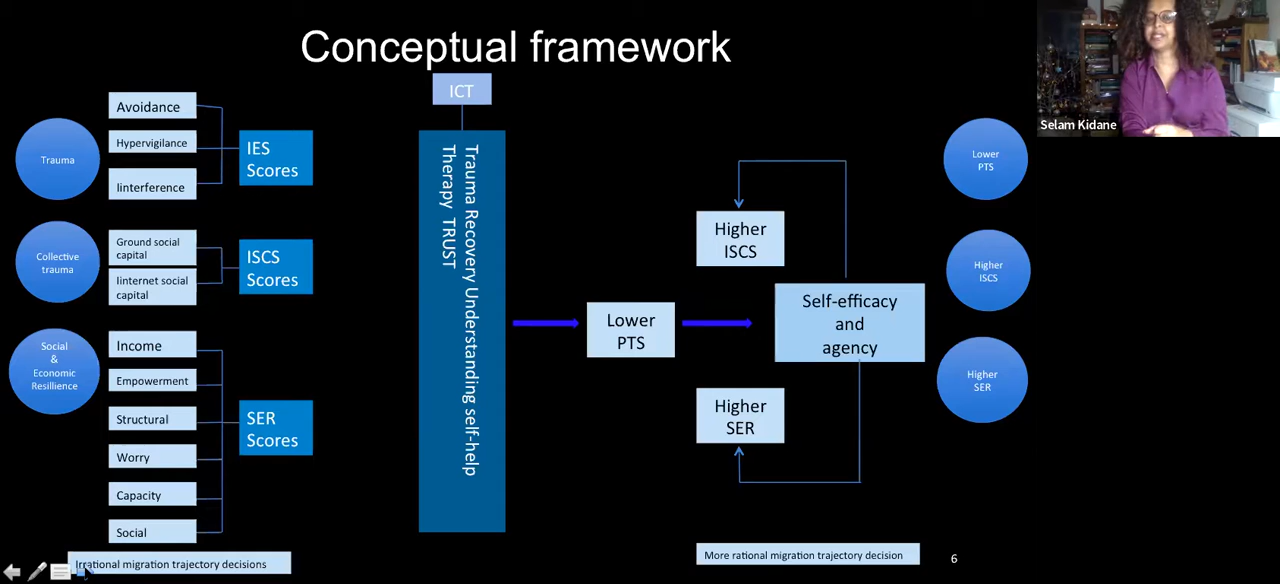 Conceptual framework
ICT
Selam Kidane
Trauma
Avoidance
Hypervigilance
Iinterference
IES
Scores
Collective
trauma
Ground social
capital
Iinternet social
capital
ISCS
Scores
Social
&
Economic
Resillience
Income
Empowerment
Structural
Worry
Capacity
Social
SER
Scores
Irrational migration trajectory decisions
Trauma Recovery Understanding self-help
Therapy TRUST
Lower
PTS
Higher
ISCS
Self-efficacy
and
agency
Higher
SER
More rational migration trajectory decision
Lower
PTS
Higher
ISCS
Higher
SER
6